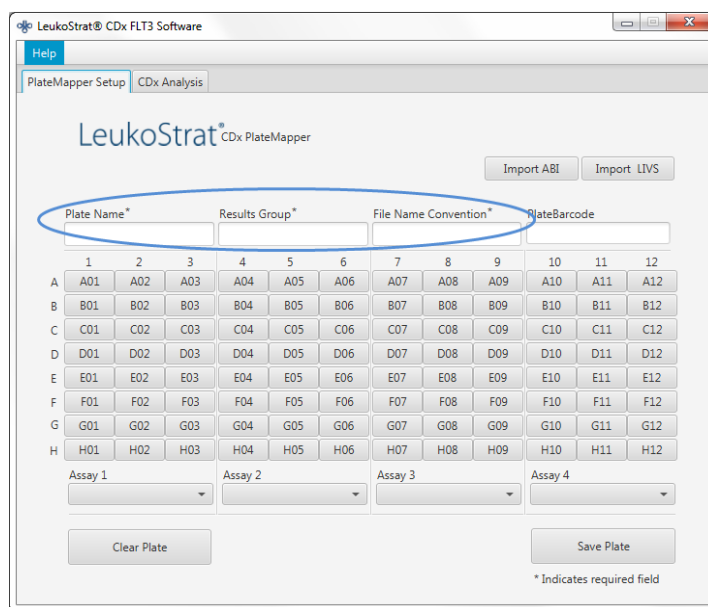 LeukoStrat® CDx FLT3 Software
Help
PlateMapper Setup CDx Analysis
LeukoStrat® CDx PlateMapper
Import ABI Import LIVS
Plate Name* Results Group* File Name Convention* PlateBarcode
1 2 3 4 5 6 7 8 9 10 11 12
A A01 A02 A03 A04 A05 A06 A07 A08 A09 A10 A11 A12
B B01 B02 B03 B04 B05 B06 B07 B08 B09 B10 B11 B12
C C01 C02 C03 C04 C05 C06 C07 C08 C09 C10 C11 C12
D D01 D02 D03 D04 D05 D06 D07 D08 D09 D10 D11 D12
E E01 E02 E03 E04 E05 E06 E07 E08 E09 E10 E11 E12
F F01 F02 F03 F04 F05 F06 F07 F08 F09 F10 F11 F12
G G01 G02 G03 G04 G05 G06 G07 G08 G09 G10 G11 G12
H H01 H02 H03 H04 H05 H06 H07 H08 H09 H10 H11 H12
Assay 1 Assay 2 Assay 3 Assay 4
Clear Plate Save Plate
* Indicates required field